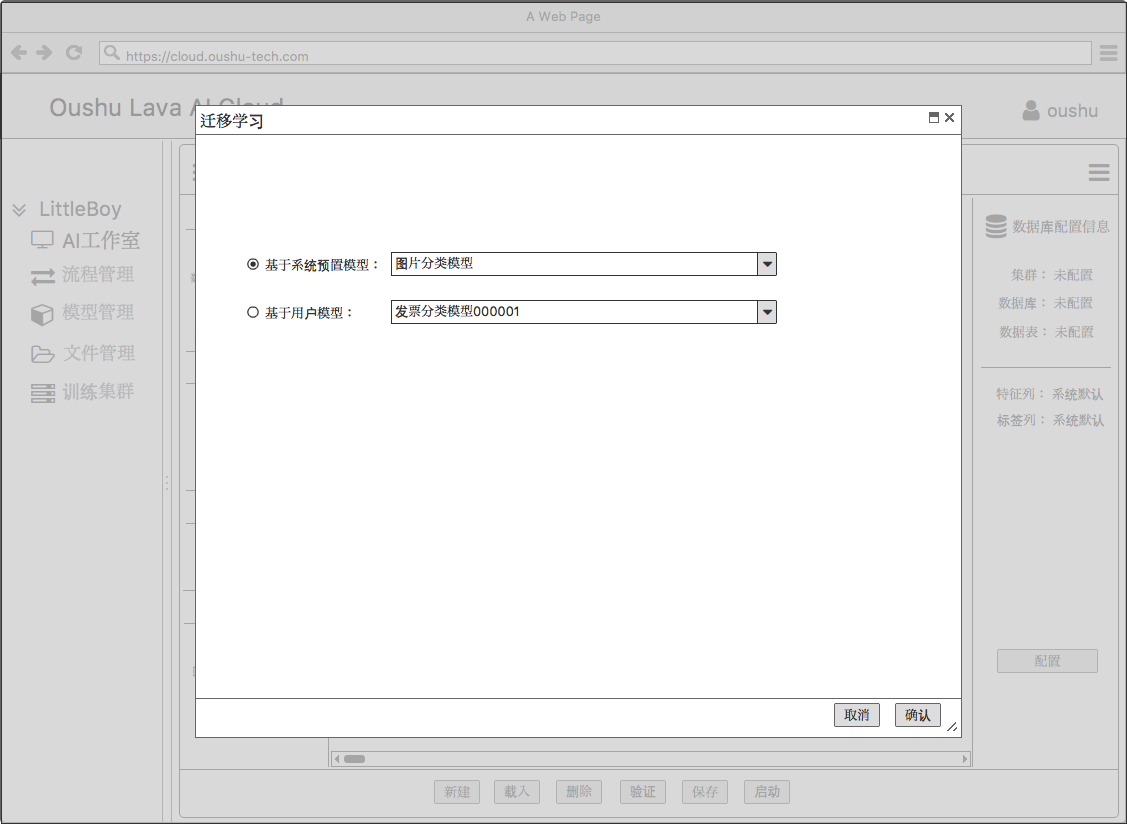 A Web Page
https://cloud.oushu-tech.com
Oushu Lava AI Cloud
oushu
迁移学习
LittleBoy
AI工作室
流程管理
模型管理
文件管理
训练集群
基于系统预置模型：
图片分类模型
基于用户模型：
发票分类模型000001
数据库配置信息
集群： 未配置
数据库： 未配置
数据表： 未配置
特征列： 系统默认
标签列： 系统默认
配置
取消
确认
新建
载入
删除
验证
保存
启动